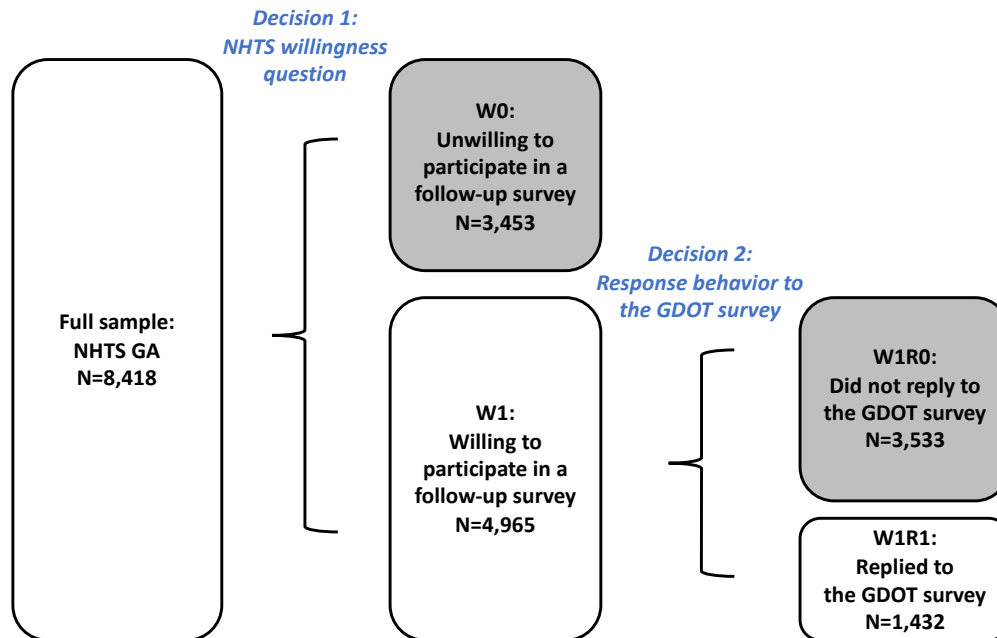 Decision 1:
NHTS willingness
question
Full sample:
NHTS GA
N=8,418
W0:
Unwilling to
participate in a
follow-up survey
N=3,453
W1:
Willing to
participate in a
follow-up survey
N=4,965
Decision 2:
Response behavior to
the GDOT survey
W1R0:
Did not reply to
the GDOT survey
N=3,533
W1R1:
Replied to
the GDOT survey
N=1,432